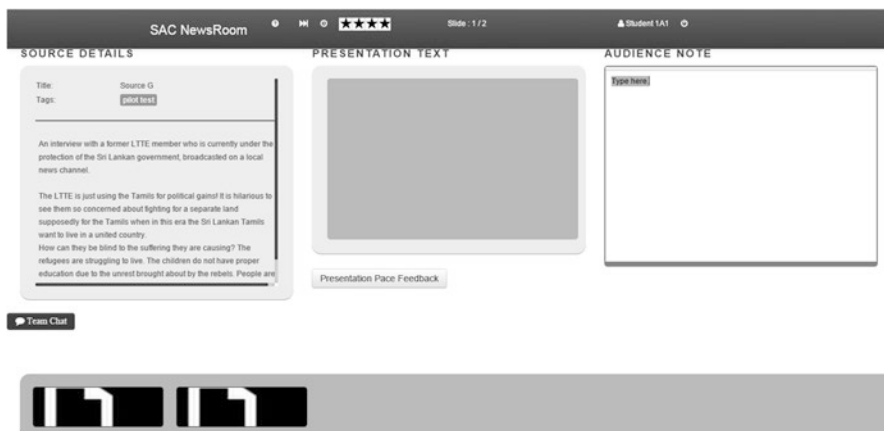 SAC NewsRoom
Slide : 1 / 2
Student 1A1
SOURCE DETAILS
Title: Source G
Tags: pilot test
An interview with a former LTTE member who is currently under the
protection of the Sri Lankan government, broadcasted on a local
news channel.
The LTTE is just using the Tamils for political gains! It is hilarious to
see them so concerned about fighting for a separate land
supposedly for the Tamils when in this era the Sri Lankan Tamils
want to live in a united country.
How can they be blind to the suffering they are causing? The
refugees are struggling to live. The children do not have proper
education due to the unrest brought about by the rebels. People are
PRESENTATION TEXT
Presentation Pace Feedback
AUDIENCE NOTE
Type here.
Team Chat